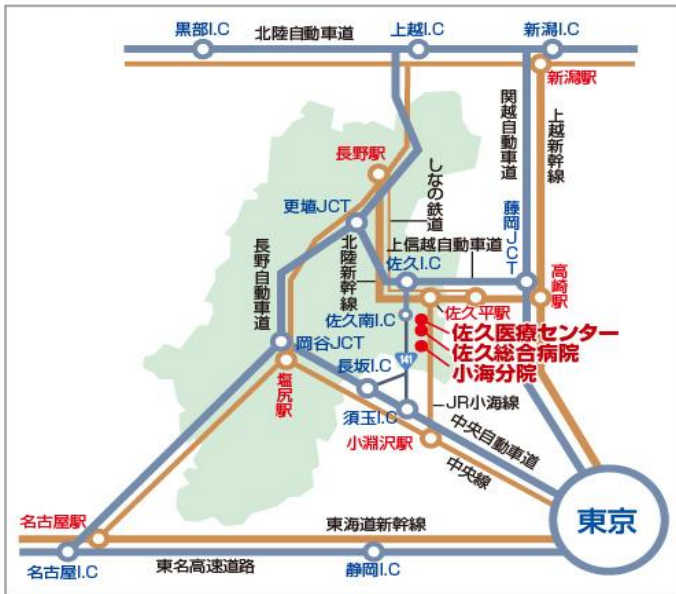 黒部I.C
北陸自動車道
上越I.C
新潟I.C
新潟駅
関越自動車道
上越新幹線
長野駅
しなの鉄道
更埴JCT
藤岡JCT
長野自動車道
北陸新幹線
上信越自動車道
佐久I.C
高崎駅
佐久南I.C
佐久平駅
佐久医療センター
佐久総合病院
小海分院
岡谷JCT
長坂I.C
141
塩尻駅
須玉I.C
JR小海線
小淵沢駅
中央自動車道
中央線
東京
名古屋駅
東海道新幹線
名古屋I.C
東名高速道路
静岡I.C